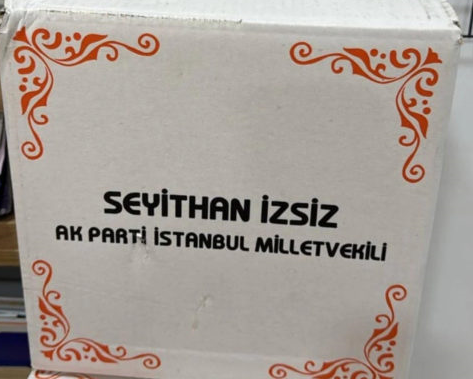 SEYİTHAN İZSİZ
AK PARTİ İSTANBUL MİLLETVEKİLİ